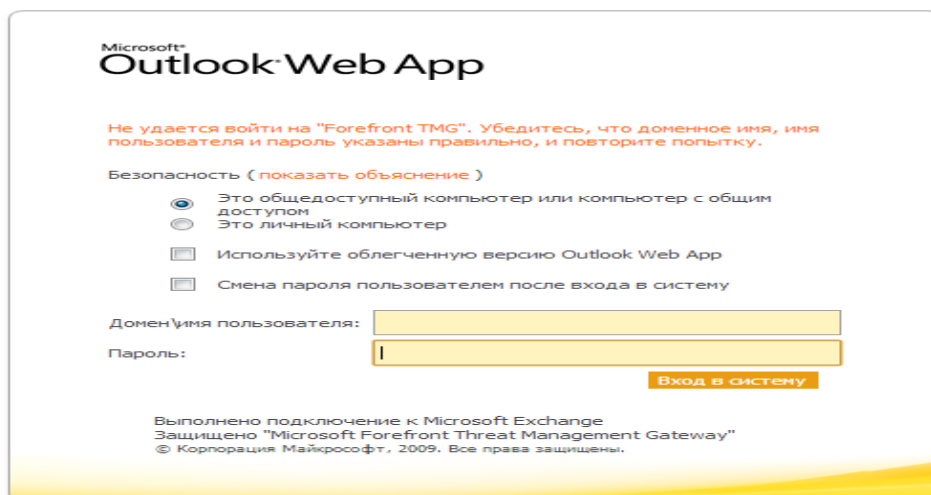 Microsoft®
Outlook Web App
Не удается войти на "Forefront TMG". Убедитесь, что доменное имя, имя
пользователя и пароль указаны правильно, и повторите попытку.
Безопасность ( показать объяснение )
Это общедоступный компьютер или компьютер с общим
доступом
Это личный компьютер
Используйте облегченную версию Outlook Web App
Смена пароля пользователем после входа в систему
Домен\имя пользователя:
Пароль:
Вход в систему
Выполнено подключение к Microsoft Exchange
Защищено "Microsoft Forefront Threat Management Gateway"
© Корпорация Майкрософт, 2009. Все права защищены.